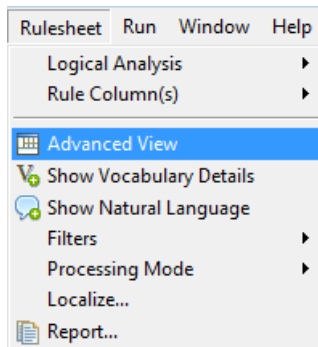 Rulesheet Run Window Help
Logical Analysis
Rule Column(s)
Advanced View
Show Vocabulary Details
Show Natural Language
Filters
Processing Mode
Localize...
Report...